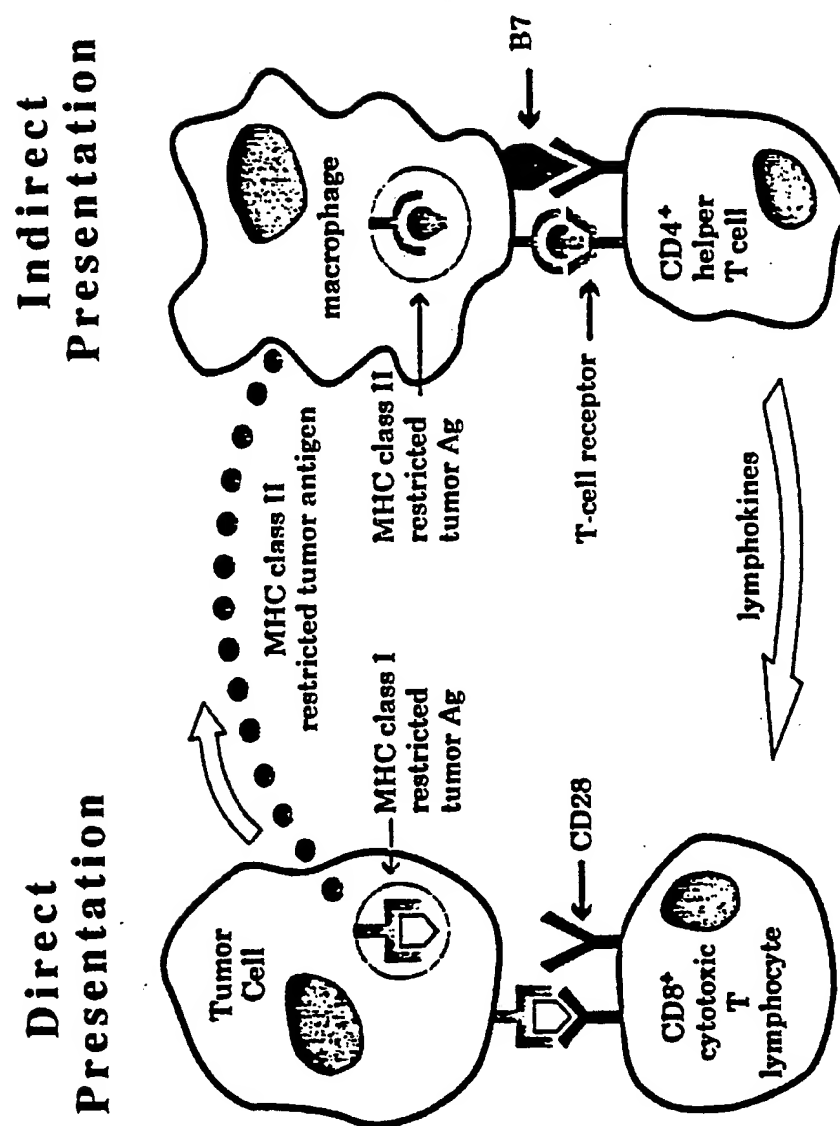 Direct
Presentation
Indirect
Presentation
Tumor
Cell
MHC class I
restricted
tumor Ag
MHC class II
restricted tumor antigen
macrophage
MHC class II
restricted
tumor Ag
B7
T-cell receptor
CD28
CD8+
cytotoxic
T
lymphocyte
lymphokines
CD4+
helper
T cell